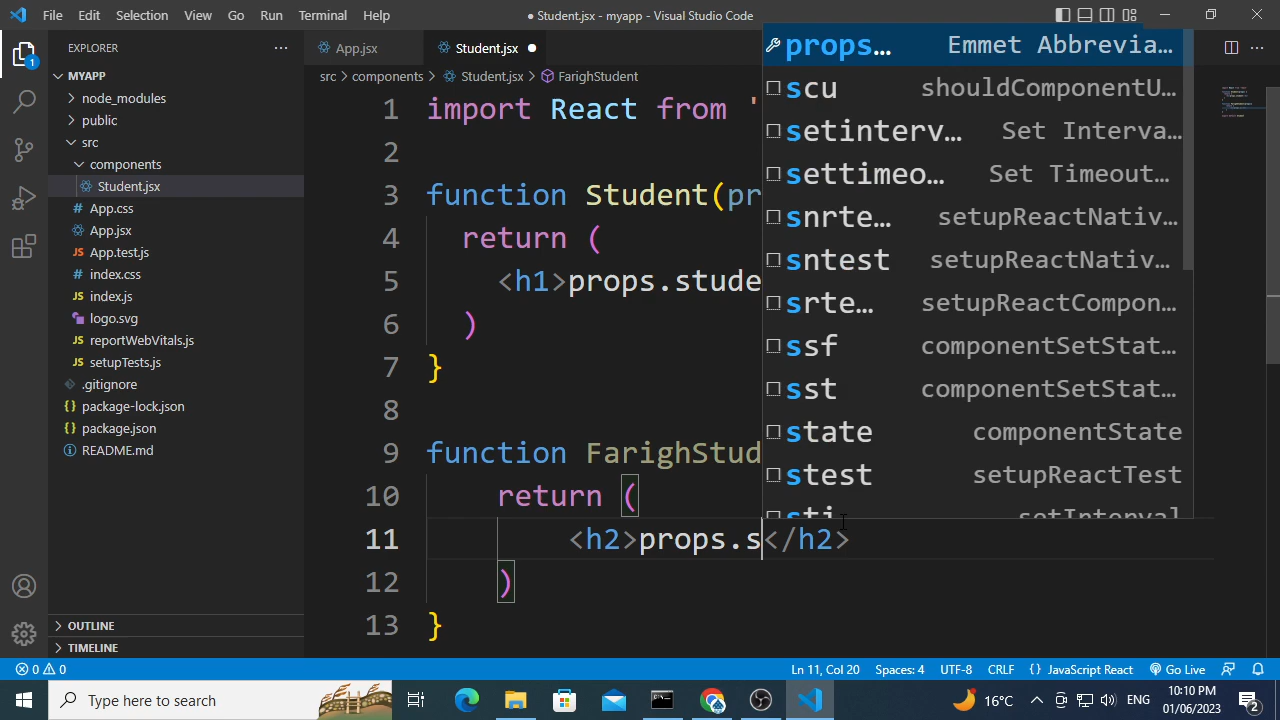 File Edit Selection View Go Run Terminal Help
● Student.jsx - myapp - Visual Studio Code
EXPLORER
MYAPP
node_modules
public
src
components
Student.jsx
App.css
App.jsx
App.test.js
index.css
index.js
logo.svg
reportWebVitals.js
setupTests.js
.gitignore
package-lock.json
package.json
README.md
OUTLINE
TIMELINE
App.jsx Student.jsx
src > components > Student.jsx > FarighStudent
1 import React from '
2
3 function Student(pr
4 return (
5 <h1>props.stude
6 )
7 }
8
9 function FarighStud
10 return (
11 <h2>props.s</h2>
12 )
13 }
props… Emmet Abbrevia…
scu shouldComponentU…
setinterv… Set Interva…
settimeo… Set Timeout…
snrte… setupReactNativ…
sntest setupReactNativ…
srte… setupReactCompon…
ssf componentSetStat…
sst componentSetStat…
state componentState
stest setupReactTest
sti setInterval
0 0 Ln 11, Col 20 Spaces: 4 UTF-8 CRLF {} JavaScript React Go Live
Type here to search
16°C ENG 10:10 PM
01/06/2023
2
1